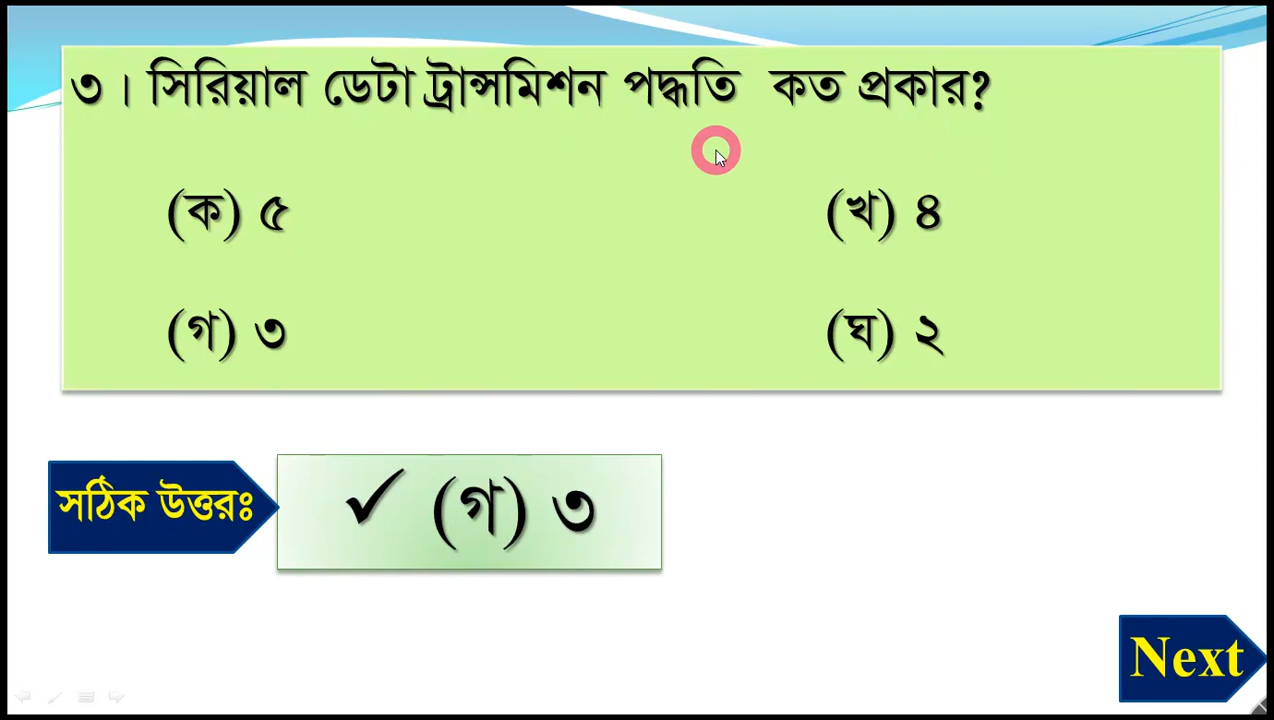 ৩। সিরিয়াল ডেটা ট্রান্সমিশন পদ্ধতি কত প্রকার?
(ক) ৫ (খ) ৪
(গ) ৩ (ঘ) ২
সঠিক উত্তরঃ ✓ (গ) ৩
Next